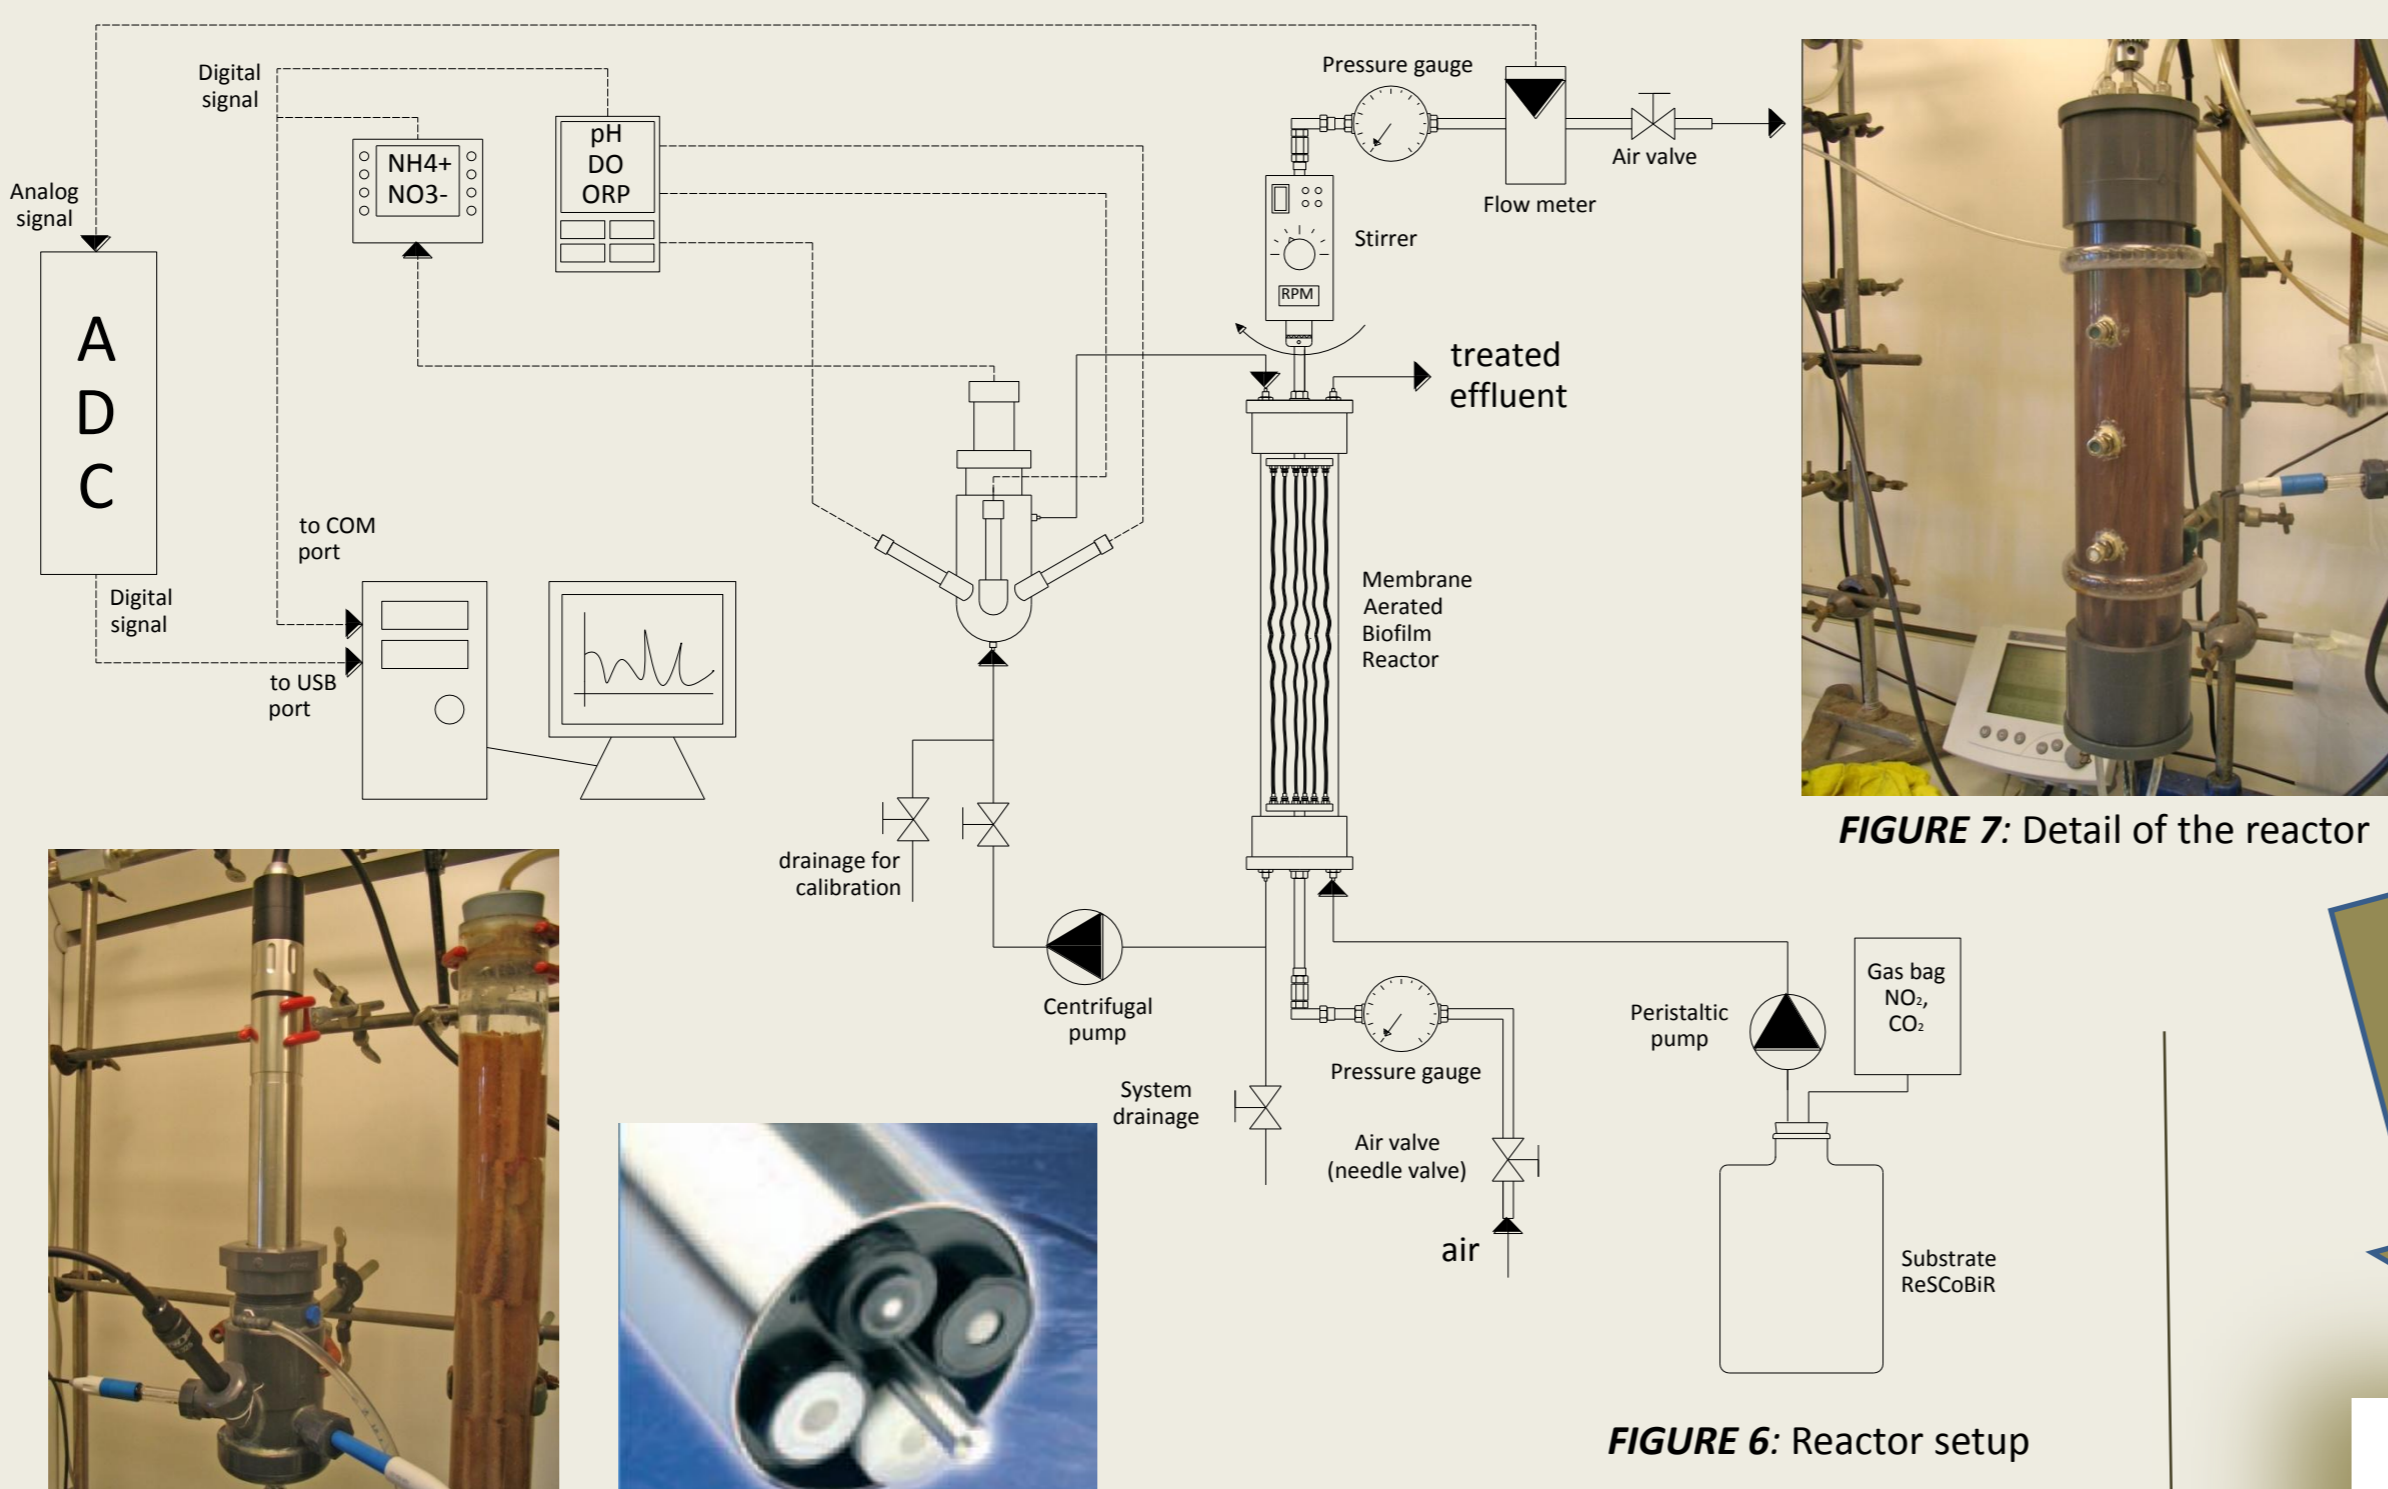 Digital
signal
Pressure gauge
pH
DO
ORP
NH4+
NO3-
Air valve
Analog
signal
Flow meter
Stirrer
RPM
A
D
C
treated
effluent
to COM
port
Membrane
Aerated
Biofilm
Reactor
Digital
signal
to USB
port
FIGURE 7: Detail of the reactor
drainage for
calibration
Gas bag
NO₂,
CO₂
Centrifugal
pump
Peristaltic
pump
Pressure gauge
System
drainage
Air valve
(needle valve)
air
Substrate
ReSCoBiR
FIGURE 6: Reactor setup